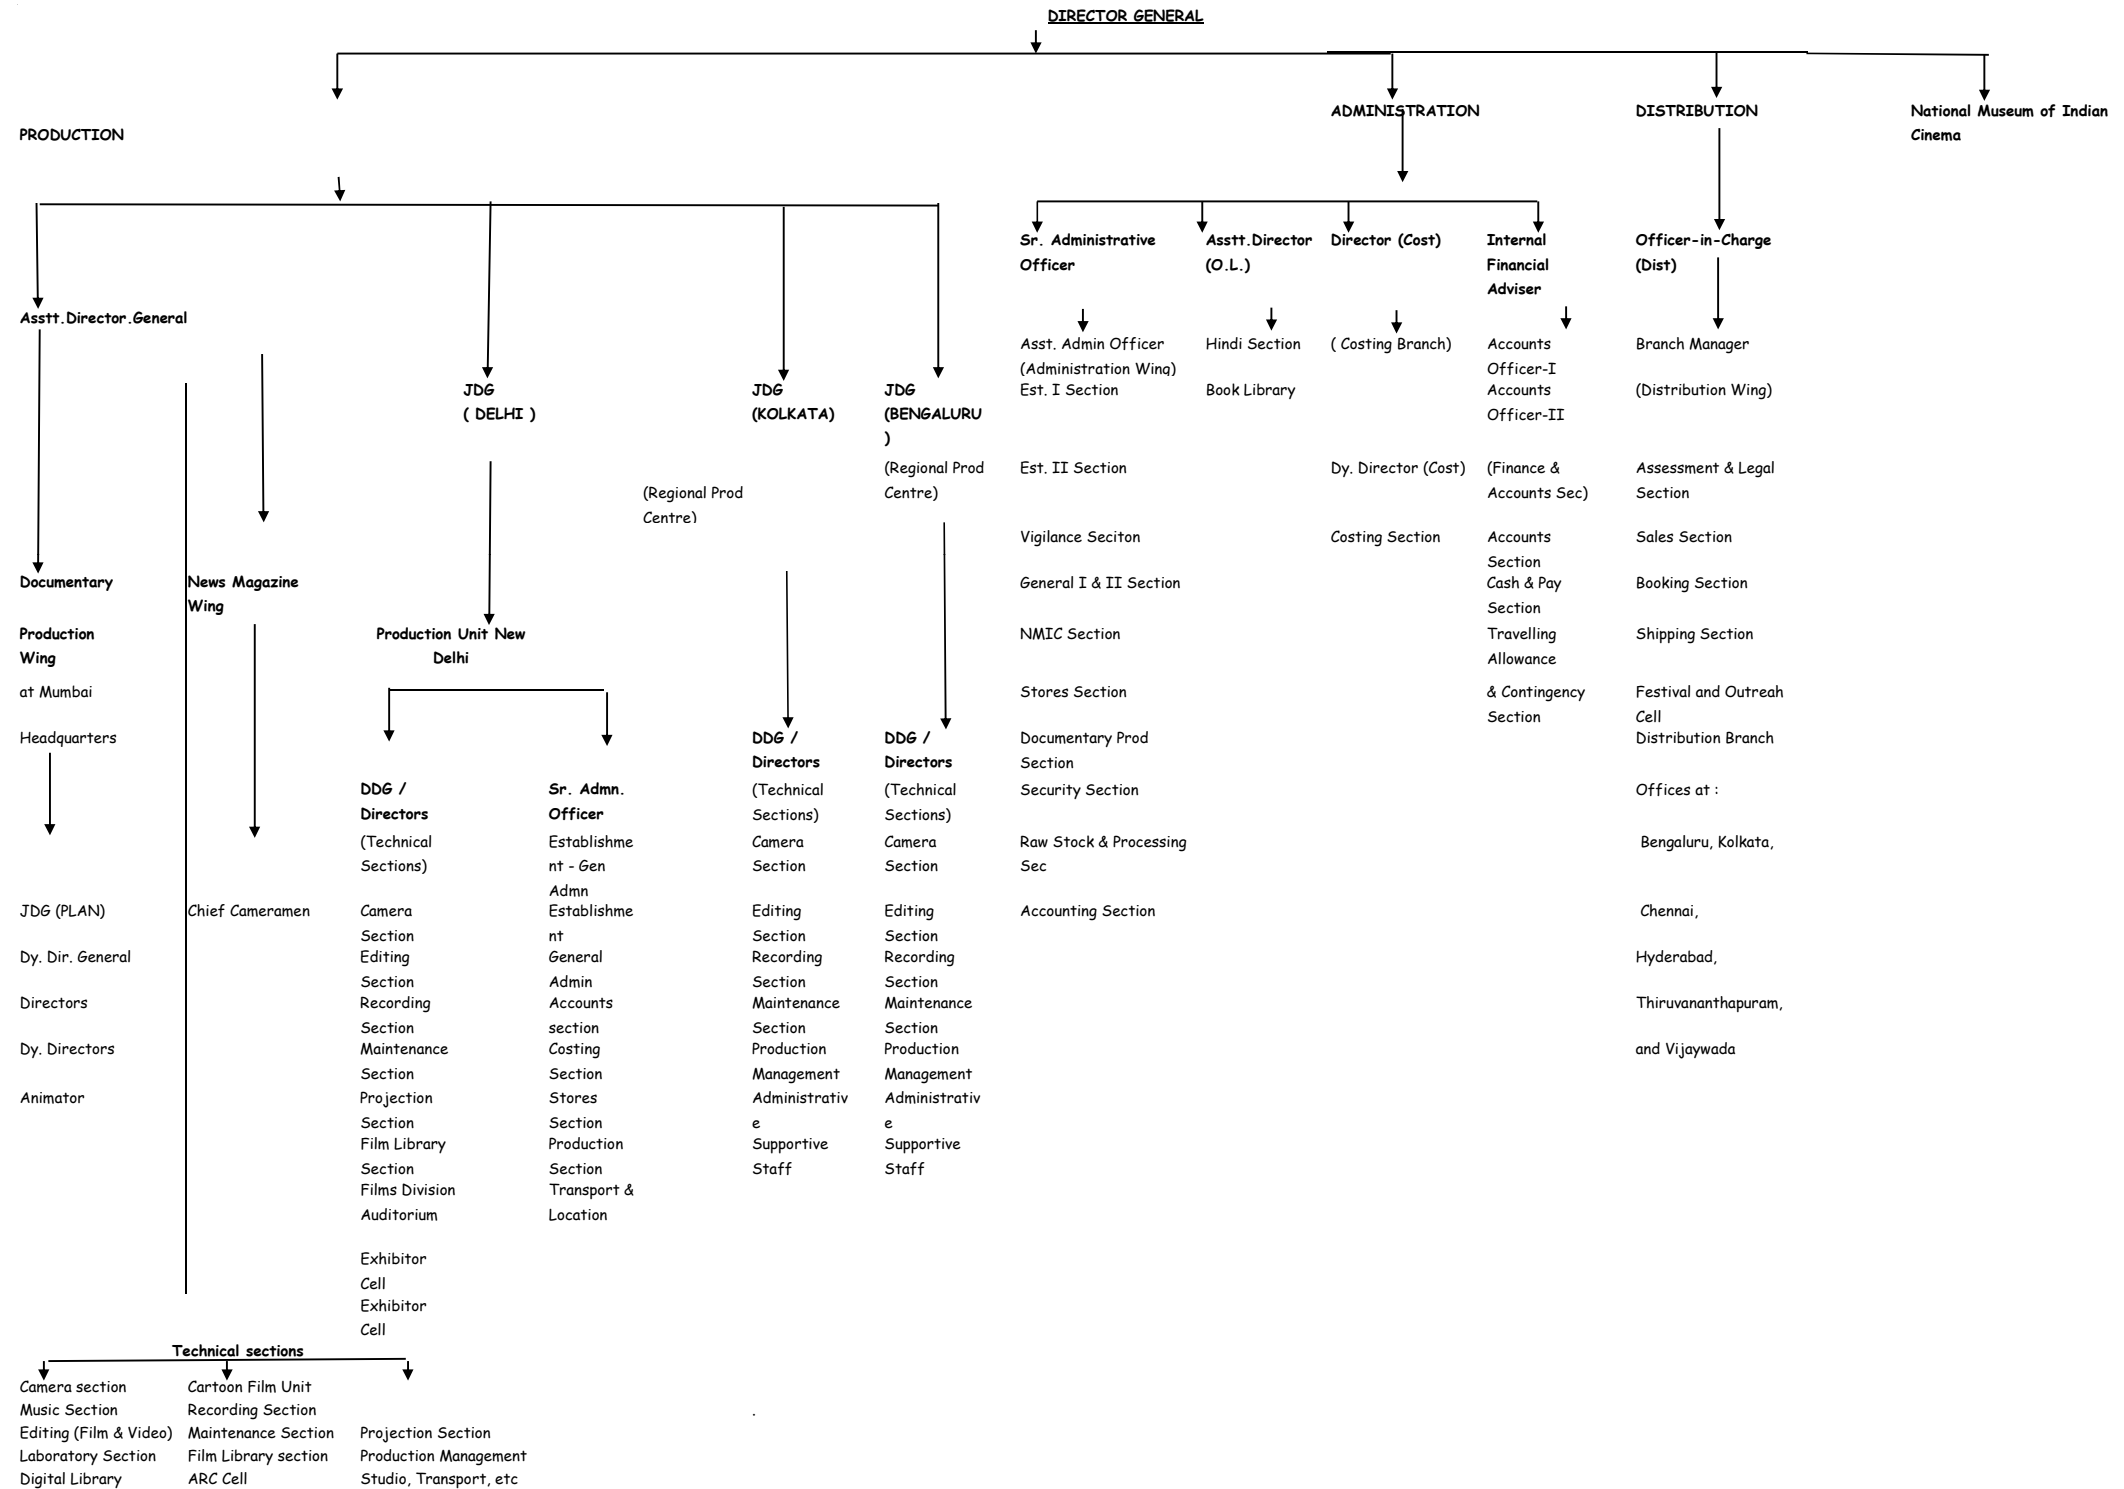 DIRECTOR GENERAL
PRODUCTION
ADMINISTRATION
DISTRIBUTION
National Museum of Indian
Cinema
Asstt.Director.General
JDG
( DELHI )
JDG
(KOLKATA)
(Regional Prod
Centre)
JDG
(BENGALURU
)
(Regional Prod
Centre)
Documentary
Production
Wing
at Mumbai
Headquarters
JDG (PLAN)
Dy. Dir. General
Directors
Dy. Directors
Animator
News Magazine
Wing
Chief Cameramen
Production Unit New
Delhi
DDG /
Directors
(Technical
Sections)
Camera
Section
Editing
Section
Recording
Section
Maintenance
Section
Projection
Section
Film Library
Section
Films Division
Auditorium
Exhibitor
Cell
Exhibitor
Cell
Sr. Admn.
Officer
Establishme
nt - Gen
Admn
Establishme
nt
General
Admin
Accounts
section
Costing
Section
Stores
Section
Production
Section
Transport &
Location
DDG /
Directors
(Technical
Sections)
Camera
Section
Editing
Section
Recording
Section
Maintenance
Section
Production
Management
Administrativ
e
Supportive
Staff
DDG /
Directors
(Technical
Sections)
Camera
Section
Editing
Section
Recording
Section
Maintenance
Section
Production
Management
Administrativ
e
Supportive
Staff
Sr. Administrative
Officer
Asst. Admin Officer
(Administration Wing)
Est. I Section
Est. II Section
Vigilance Seciton
General I & II Section
NMIC Section
Stores Section
Documentary Prod
Section
Security Section
Raw Stock & Processing
Sec
Accounting Section
Asstt.Director
(O.L.)
Hindi Section
Book Library
Director (Cost)
( Costing Branch)
Dy. Director (Cost)
Costing Section
Internal
Financial
Adviser
Accounts
Officer-I
Accounts
Officer-II
(Finance &
Accounts Sec)
Accounts
Section
Cash & Pay
Section
Travelling
Allowance
& Contingency
Section
Officer-in-Charge
(Dist)
Branch Manager
(Distribution Wing)
Assessment & Legal
Section
Sales Section
Booking Section
Shipping Section
Festival and Outreah
Cell
Distribution Branch
Offices at :
Bengaluru, Kolkata,
Chennai,
Hyderabad,
Thiruvananthapuram,
and Vijaywada
Technical sections
Camera section
Music Section
Editing (Film & Video)
Laboratory Section
Digital Library
Cartoon Film Unit
Recording Section
Maintenance Section
Film Library section
ARC Cell
Projection Section
Production Management
Studio, Transport, etc
.